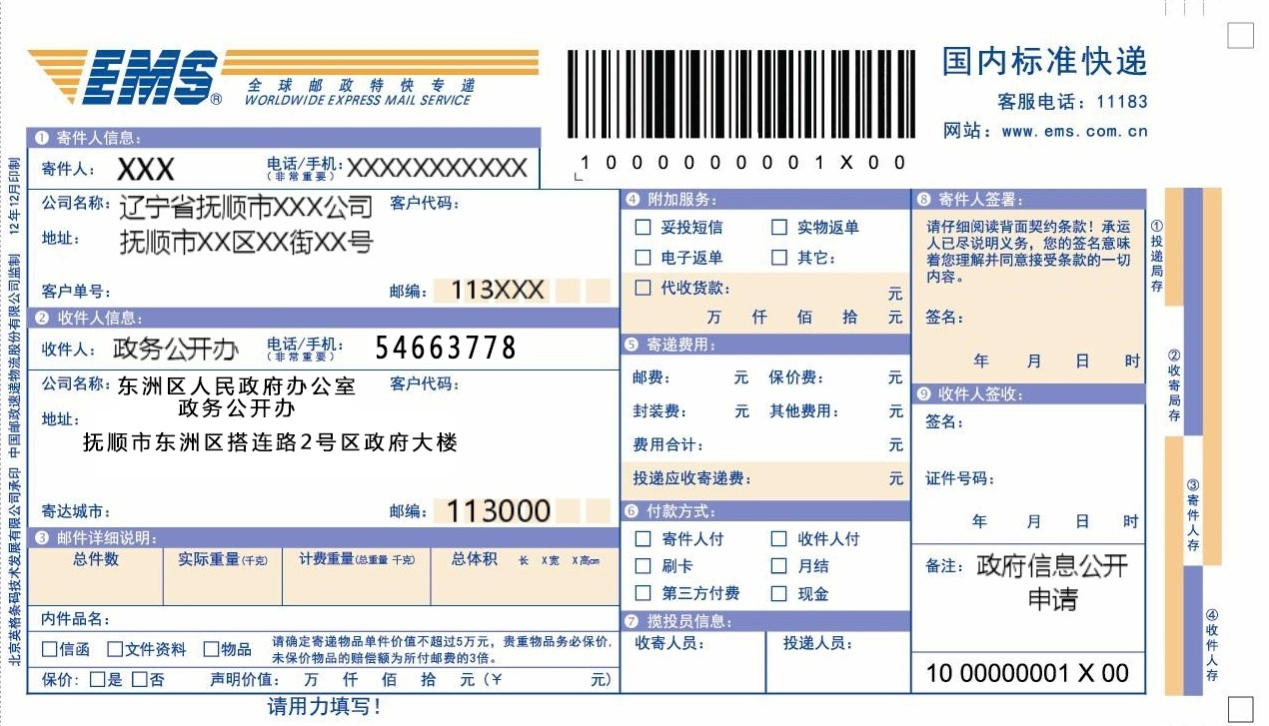 EMS®
全球邮政特快专递
WORLDWIDE EXPRESS MAIL SERVICE
1000000001X00
国内标准快递
客服电话：11183
网站：www.ems.com.cn
❶ 寄件人信息：
寄件人： XXX 电话/手机：XXXXXXXXXXX
（非常重要）
公司名称：辽宁省抚顺市XXX公司 客户代码：
地址： 抚顺市XX区XX街XX号
客户单号： 邮编： 113XXX
❷ 收件人信息：
收件人： 政务公开办 电话/手机： 54663778
（非常重要）
公司名称：东洲区人民政府办公室 客户代码：
政务公开办
地址：
抚顺市东洲区搭连路2号区政府大楼
寄达城市： 邮编： 113000
❸ 邮件详细说明：
总件数 实际重量(千克) 计费重量(总重量 千克) 总体积 长 X宽 X高cm
内件品名：
□信函 □文件资料 □物品 请确定寄递物品单件价值不超过5万元，贵重物品务必保价，
未保价物品的赔偿额为所付邮费的3倍。
保价: □是 □否 声明价值： 万 仟 佰 拾 元（￥ 元）
请用力填写！
❹ 附加服务：
□ 妥投短信 □ 实物返单
□ 电子返单 □ 其它：
□ 代收货款： 元
万 仟 佰 拾 元
❺ 寄递费用：
邮费： 元 保价费： 元
封装费： 元 其他费用： 元
费用合计： 元
投递应收寄递费： 元
❻ 付款方式：
□ 寄件人付 □ 收件人付
□ 刷卡 □ 月结
□ 第三方付费 □ 现金
❼ 揽投员信息：
收寄人员： 投递人员：
❽ 寄件人签署：
请仔细阅读背面契约条款！承运
人已尽说明义务，您的签名意味
着您理解并同意接受条款的一切
内容。
签名：
年 月 日 时
❾ 收件人签收：
签名：
证件号码：
年 月 日 时
备注： 政府信息公开
申请
10 00000001 X 00
①投递局存
②收寄局存
③寄件人存
④收件人存
北京英格条码技术发展有限公司承印 中国邮政速递物流股份有限公司监制 12年12月印制